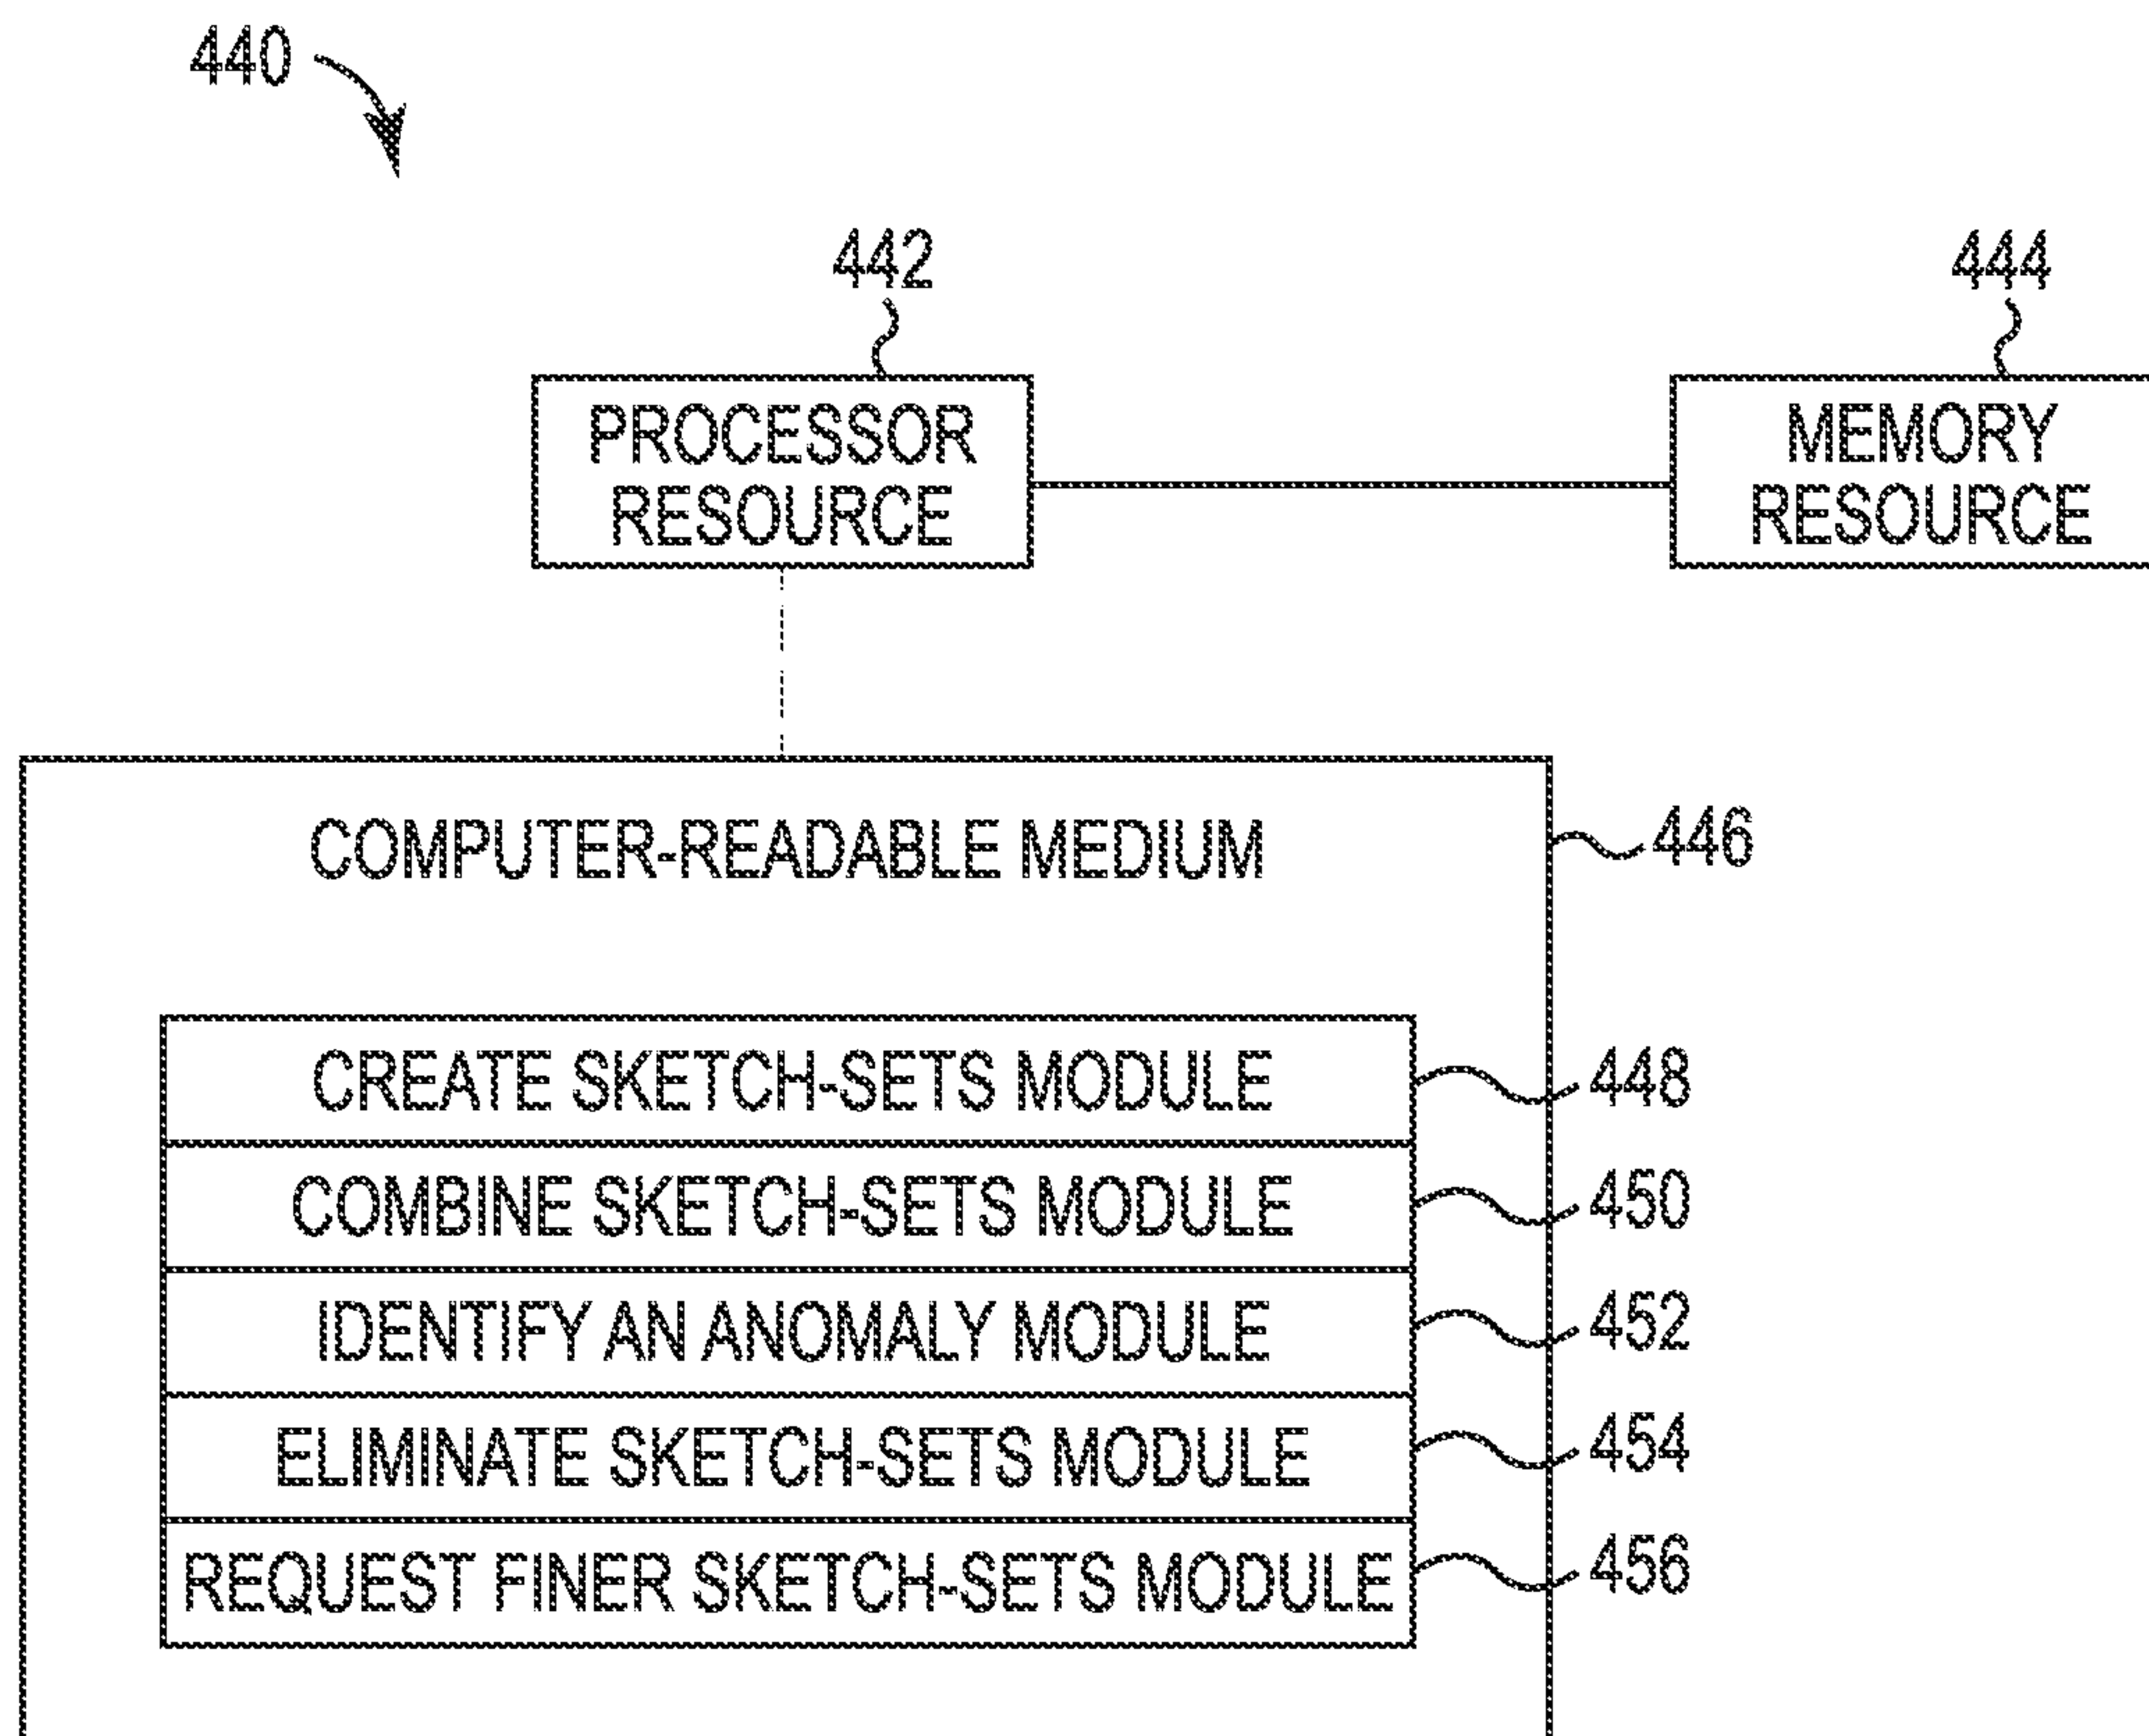 440
442
444
PROCESSOR
RESOURCE
MEMORY
RESOURCE
COMPUTER-READABLE MEDIUM
446
CREATE SKETCH-SETS MODULE
448
COMBINE SKETCH-SETS MODULE
450
IDENTIFY AN ANOMALY MODULE
452
ELIMINATE SKETCH-SETS MODULE
454
REQUEST FINER SKETCH-SETS MODULE
456